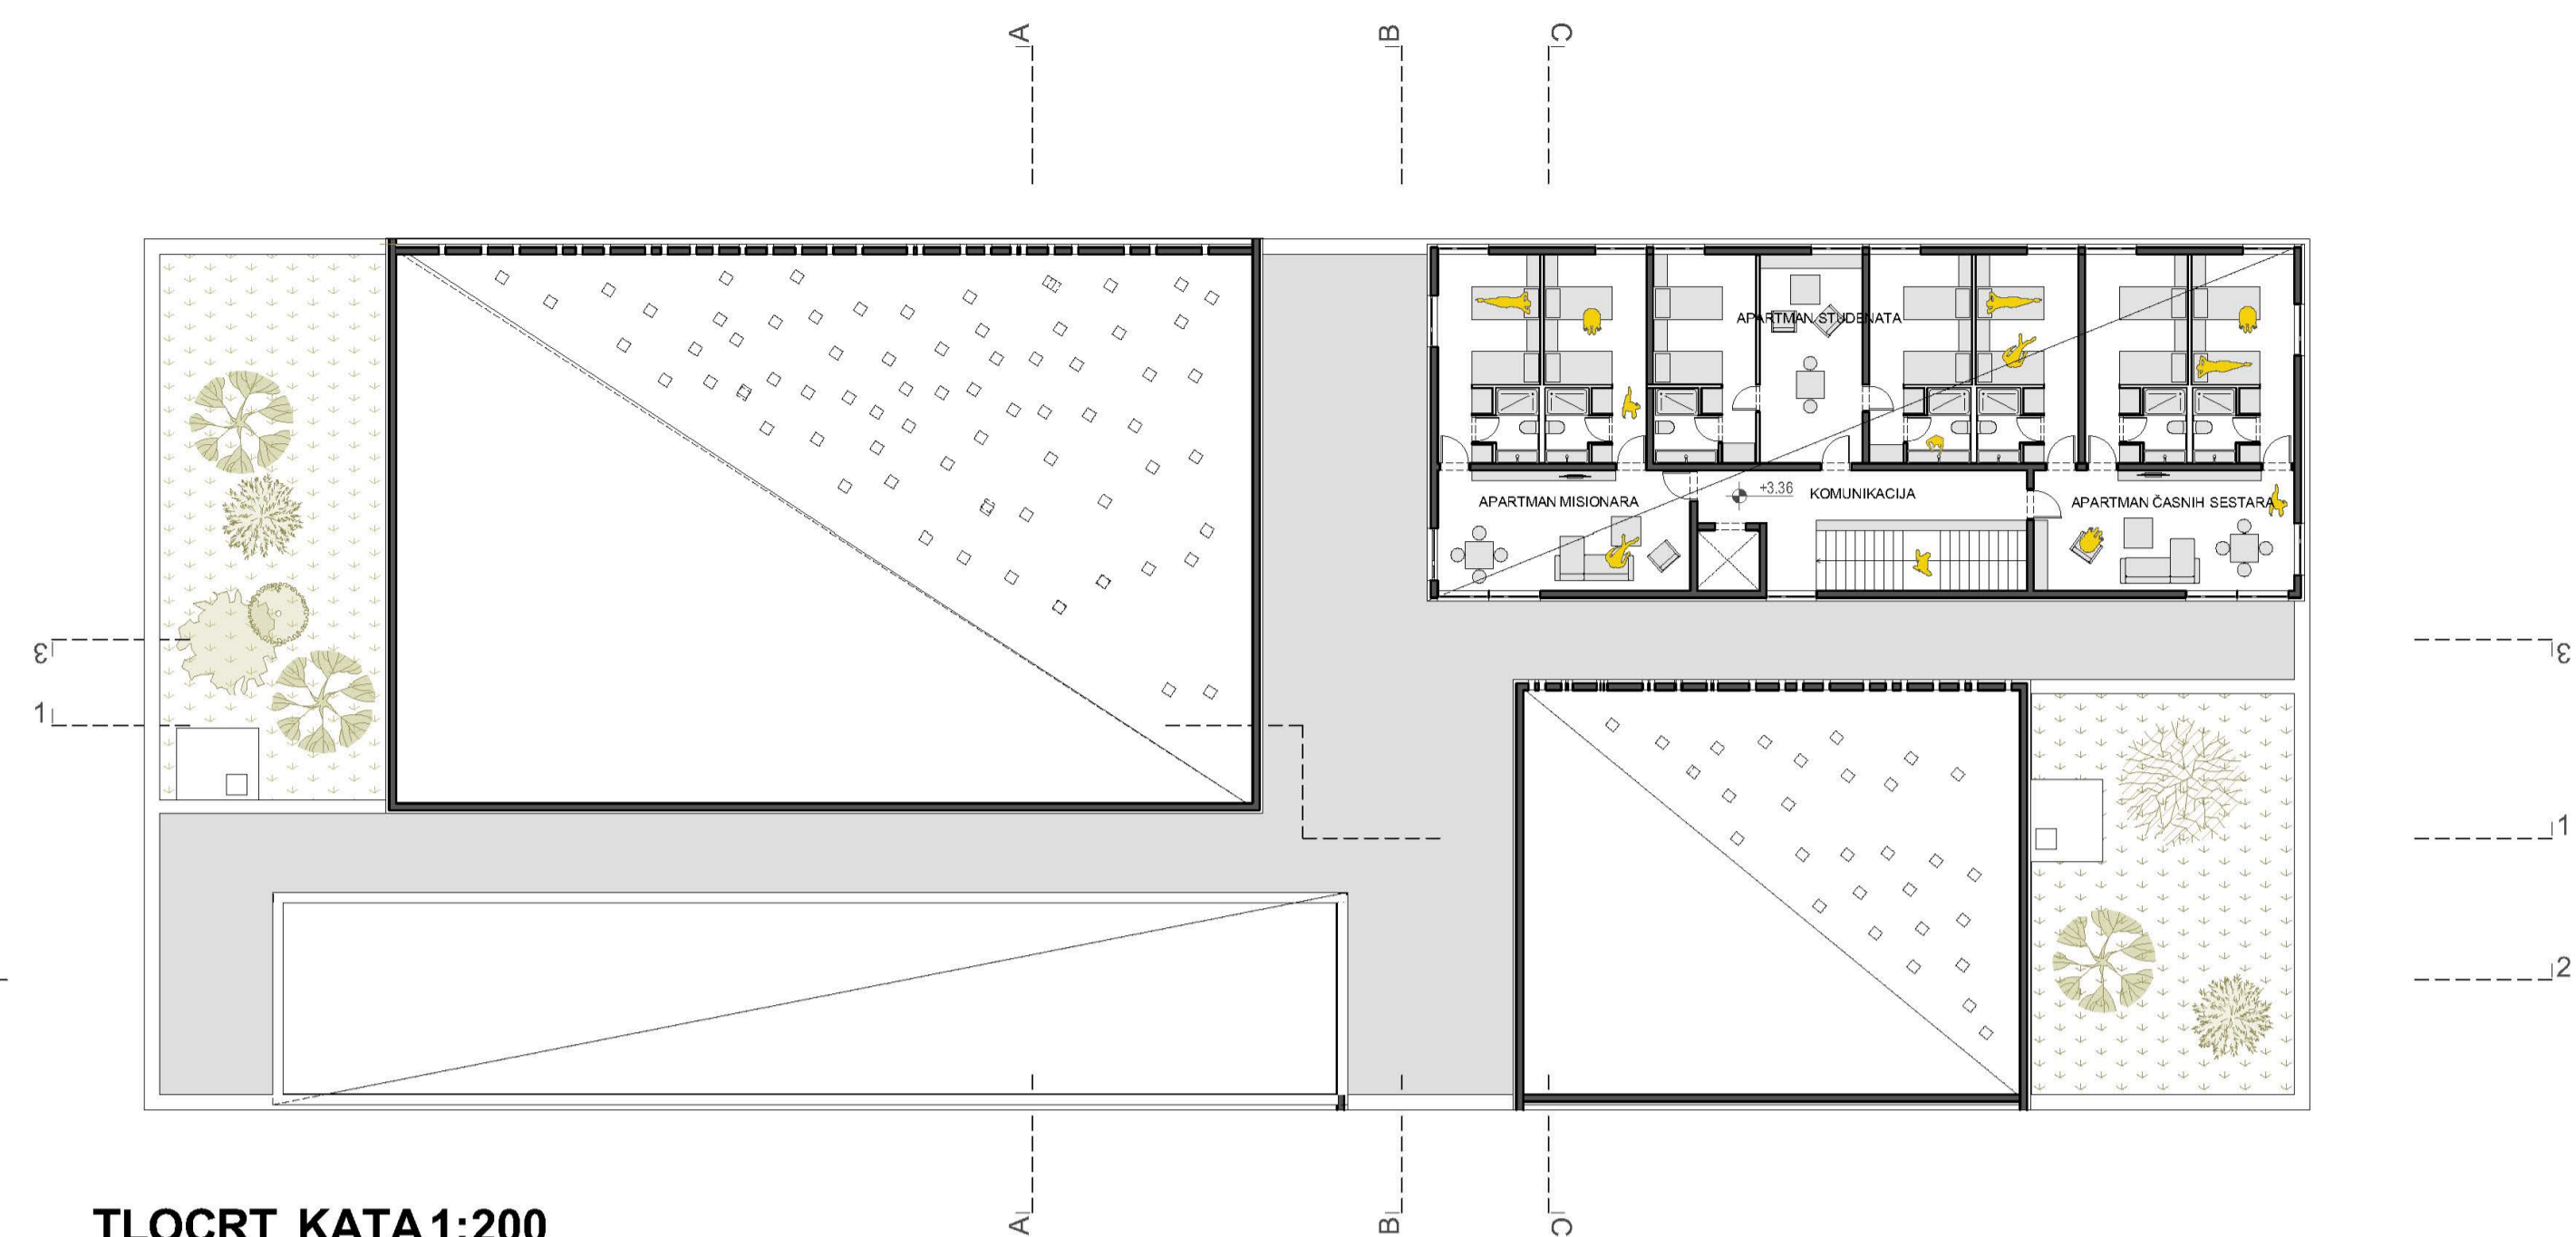 A
B
C
APARTMAN STUDENATA
APARTMAN MISIONARA
+3.36
KOMUNIKACIJA
APARTMAN ČASNIH SESTARA
3
3
1
1
2
A
B
C
TLOCRT KATA 1:200